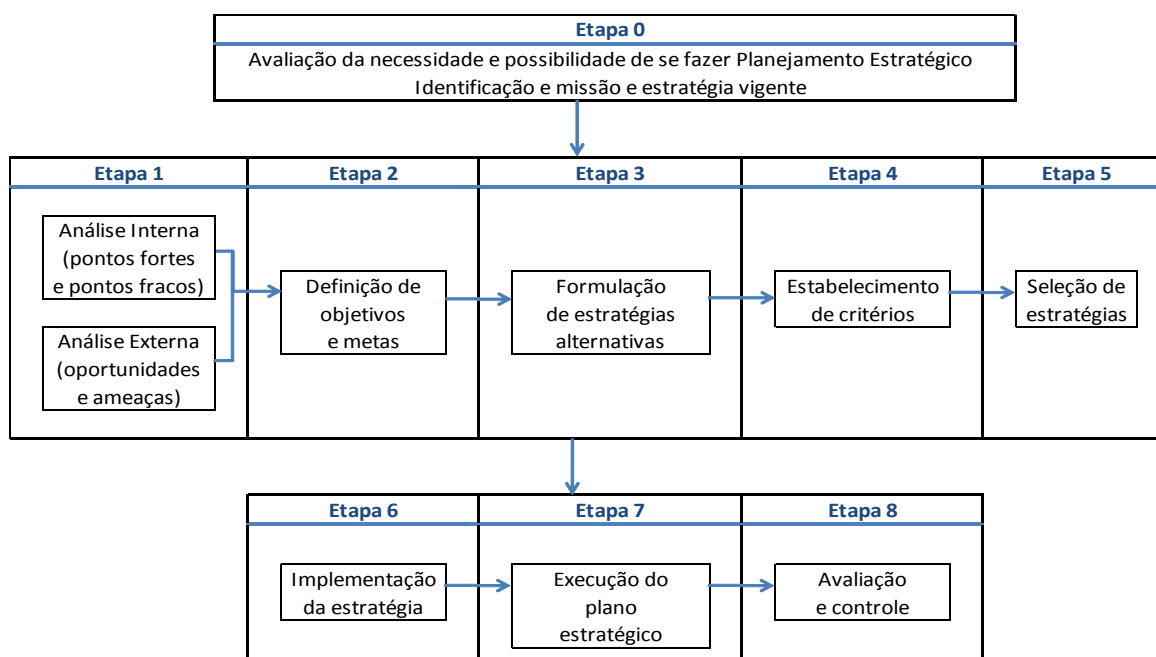 Etapa 0
Avaliação da necessidade e possibilidade de se fazer Planejamento Estratégico
Identificação e missão e estratégia vigente
Etapa 1
Análise Interna
(pontos fortes
e pontos fracos)
Análise Externa
(oportunidades
e ameaças)
Etapa 2
Definição de
objetivos
e metas
Etapa 3
Formulação
de estratégias
alternativas
Etapa 4
Estabelecimento
de critérios
Etapa 5
Seleção de
estratégias
Etapa 6
Implementação
da estratégia
Etapa 7
Execução do
plano
estratégico
Etapa 8
Avaliação
e controle